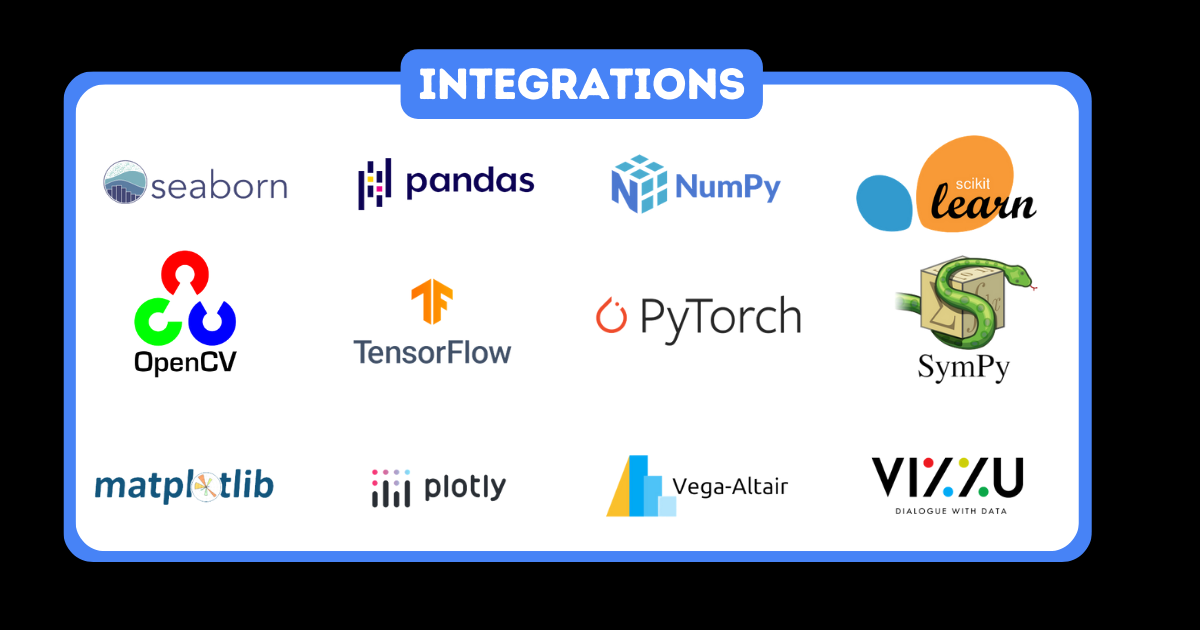 INTEGRATIONS
seaborn
pandas
NumPy
scikit
learn
OpenCV
TensorFlow
PyTorch
SymPy
matplotlib
plotly
Vega-Altair
VIZZU
DIALOGUE WITH DATA